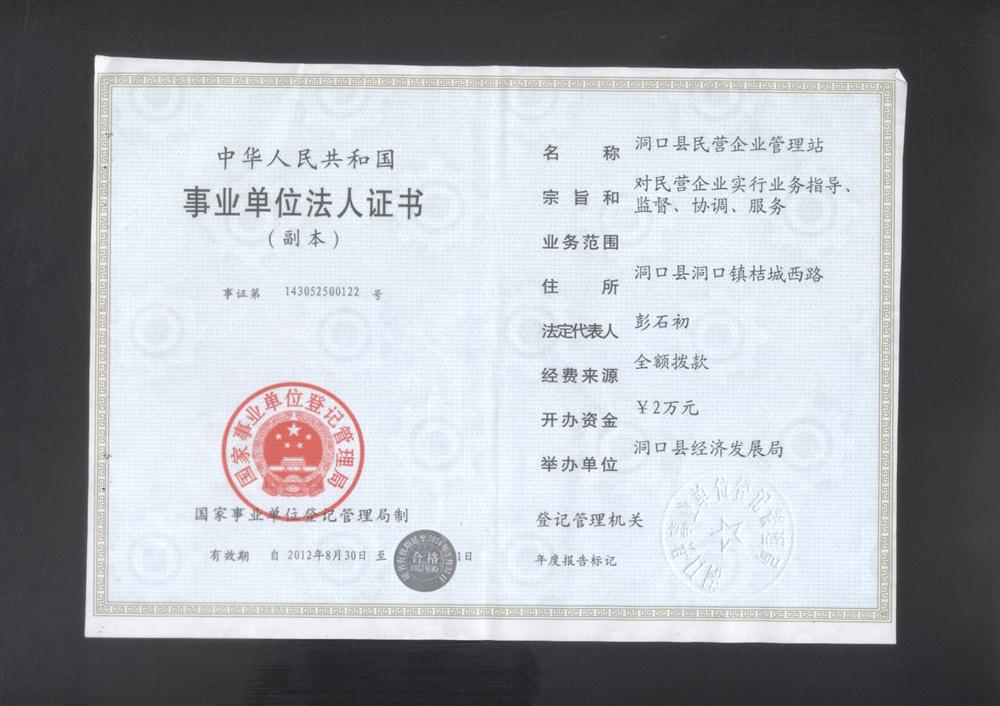 中华人民共和国
事业单位法人证书
（副本）
事证第 143052500122 号
国家事业单位登记管理局
国家事业单位登记管理局制
有效期 自 2012年8月30日 至 1日
合格
名称 洞口县民营企业管理站
宗旨和 对民营企业实行业务指导、
监督、协调、服务
业务范围
住所 洞口县洞口镇桔城西路
法定代表人 彭石初
经费来源 全额拨款
开办资金 ￥2万元
举办单位 洞口县经济发展局
登记管理机关
年度报告标记